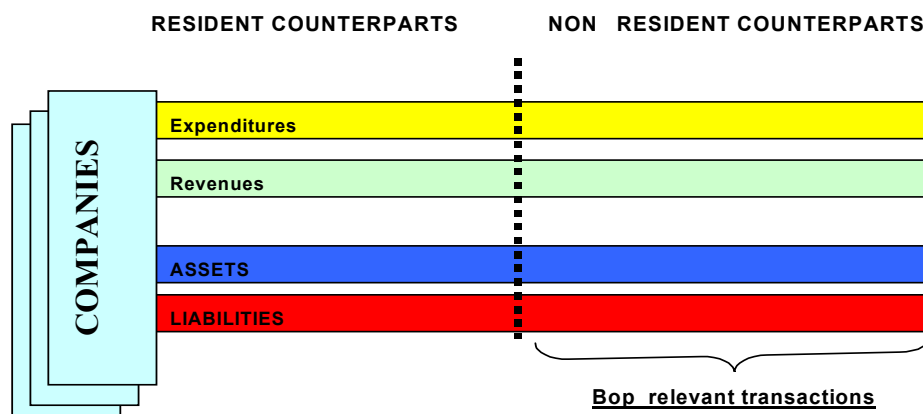 RESIDENT COUNTERPARTS NON RESIDENT COUNTERPARTS
COMPANIES
Expenditures
Revenues
ASSETS
LIABILITIES
Bop relevant transactions